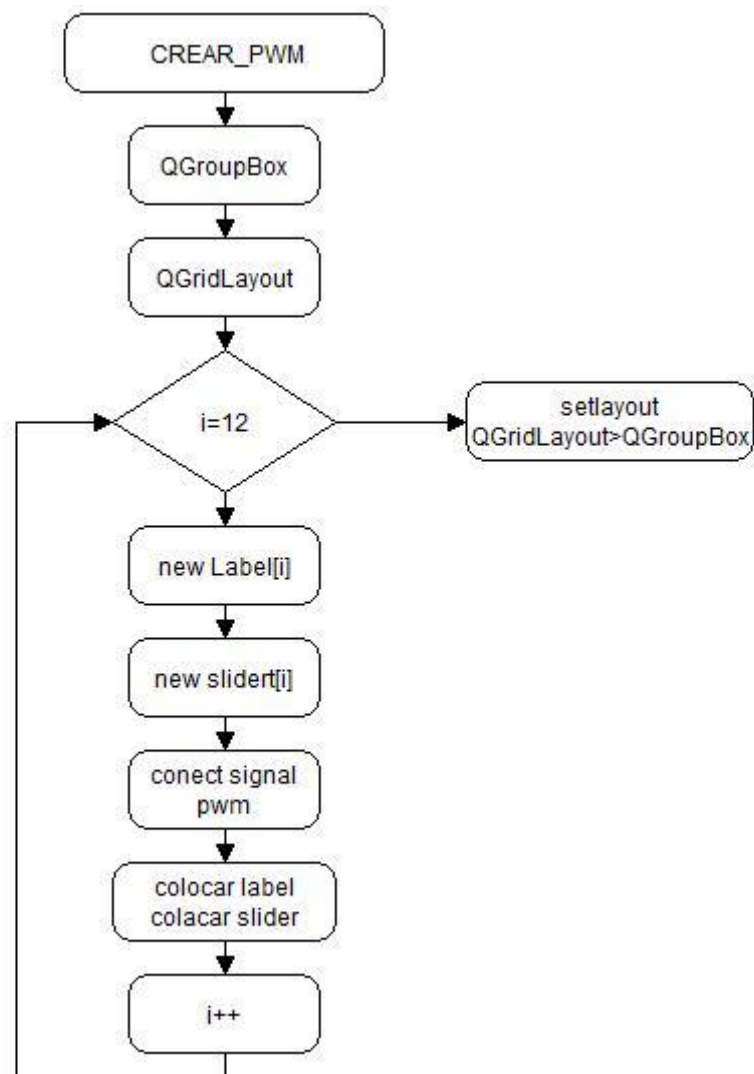 CREAR_PWM
QGroupBox
QGridLayout
i=12
setlayout
QGridLayout>QGroupBox
new Label[i]
new slidert[i]
conect signal
pwm
colocar label
colacar slider
i++